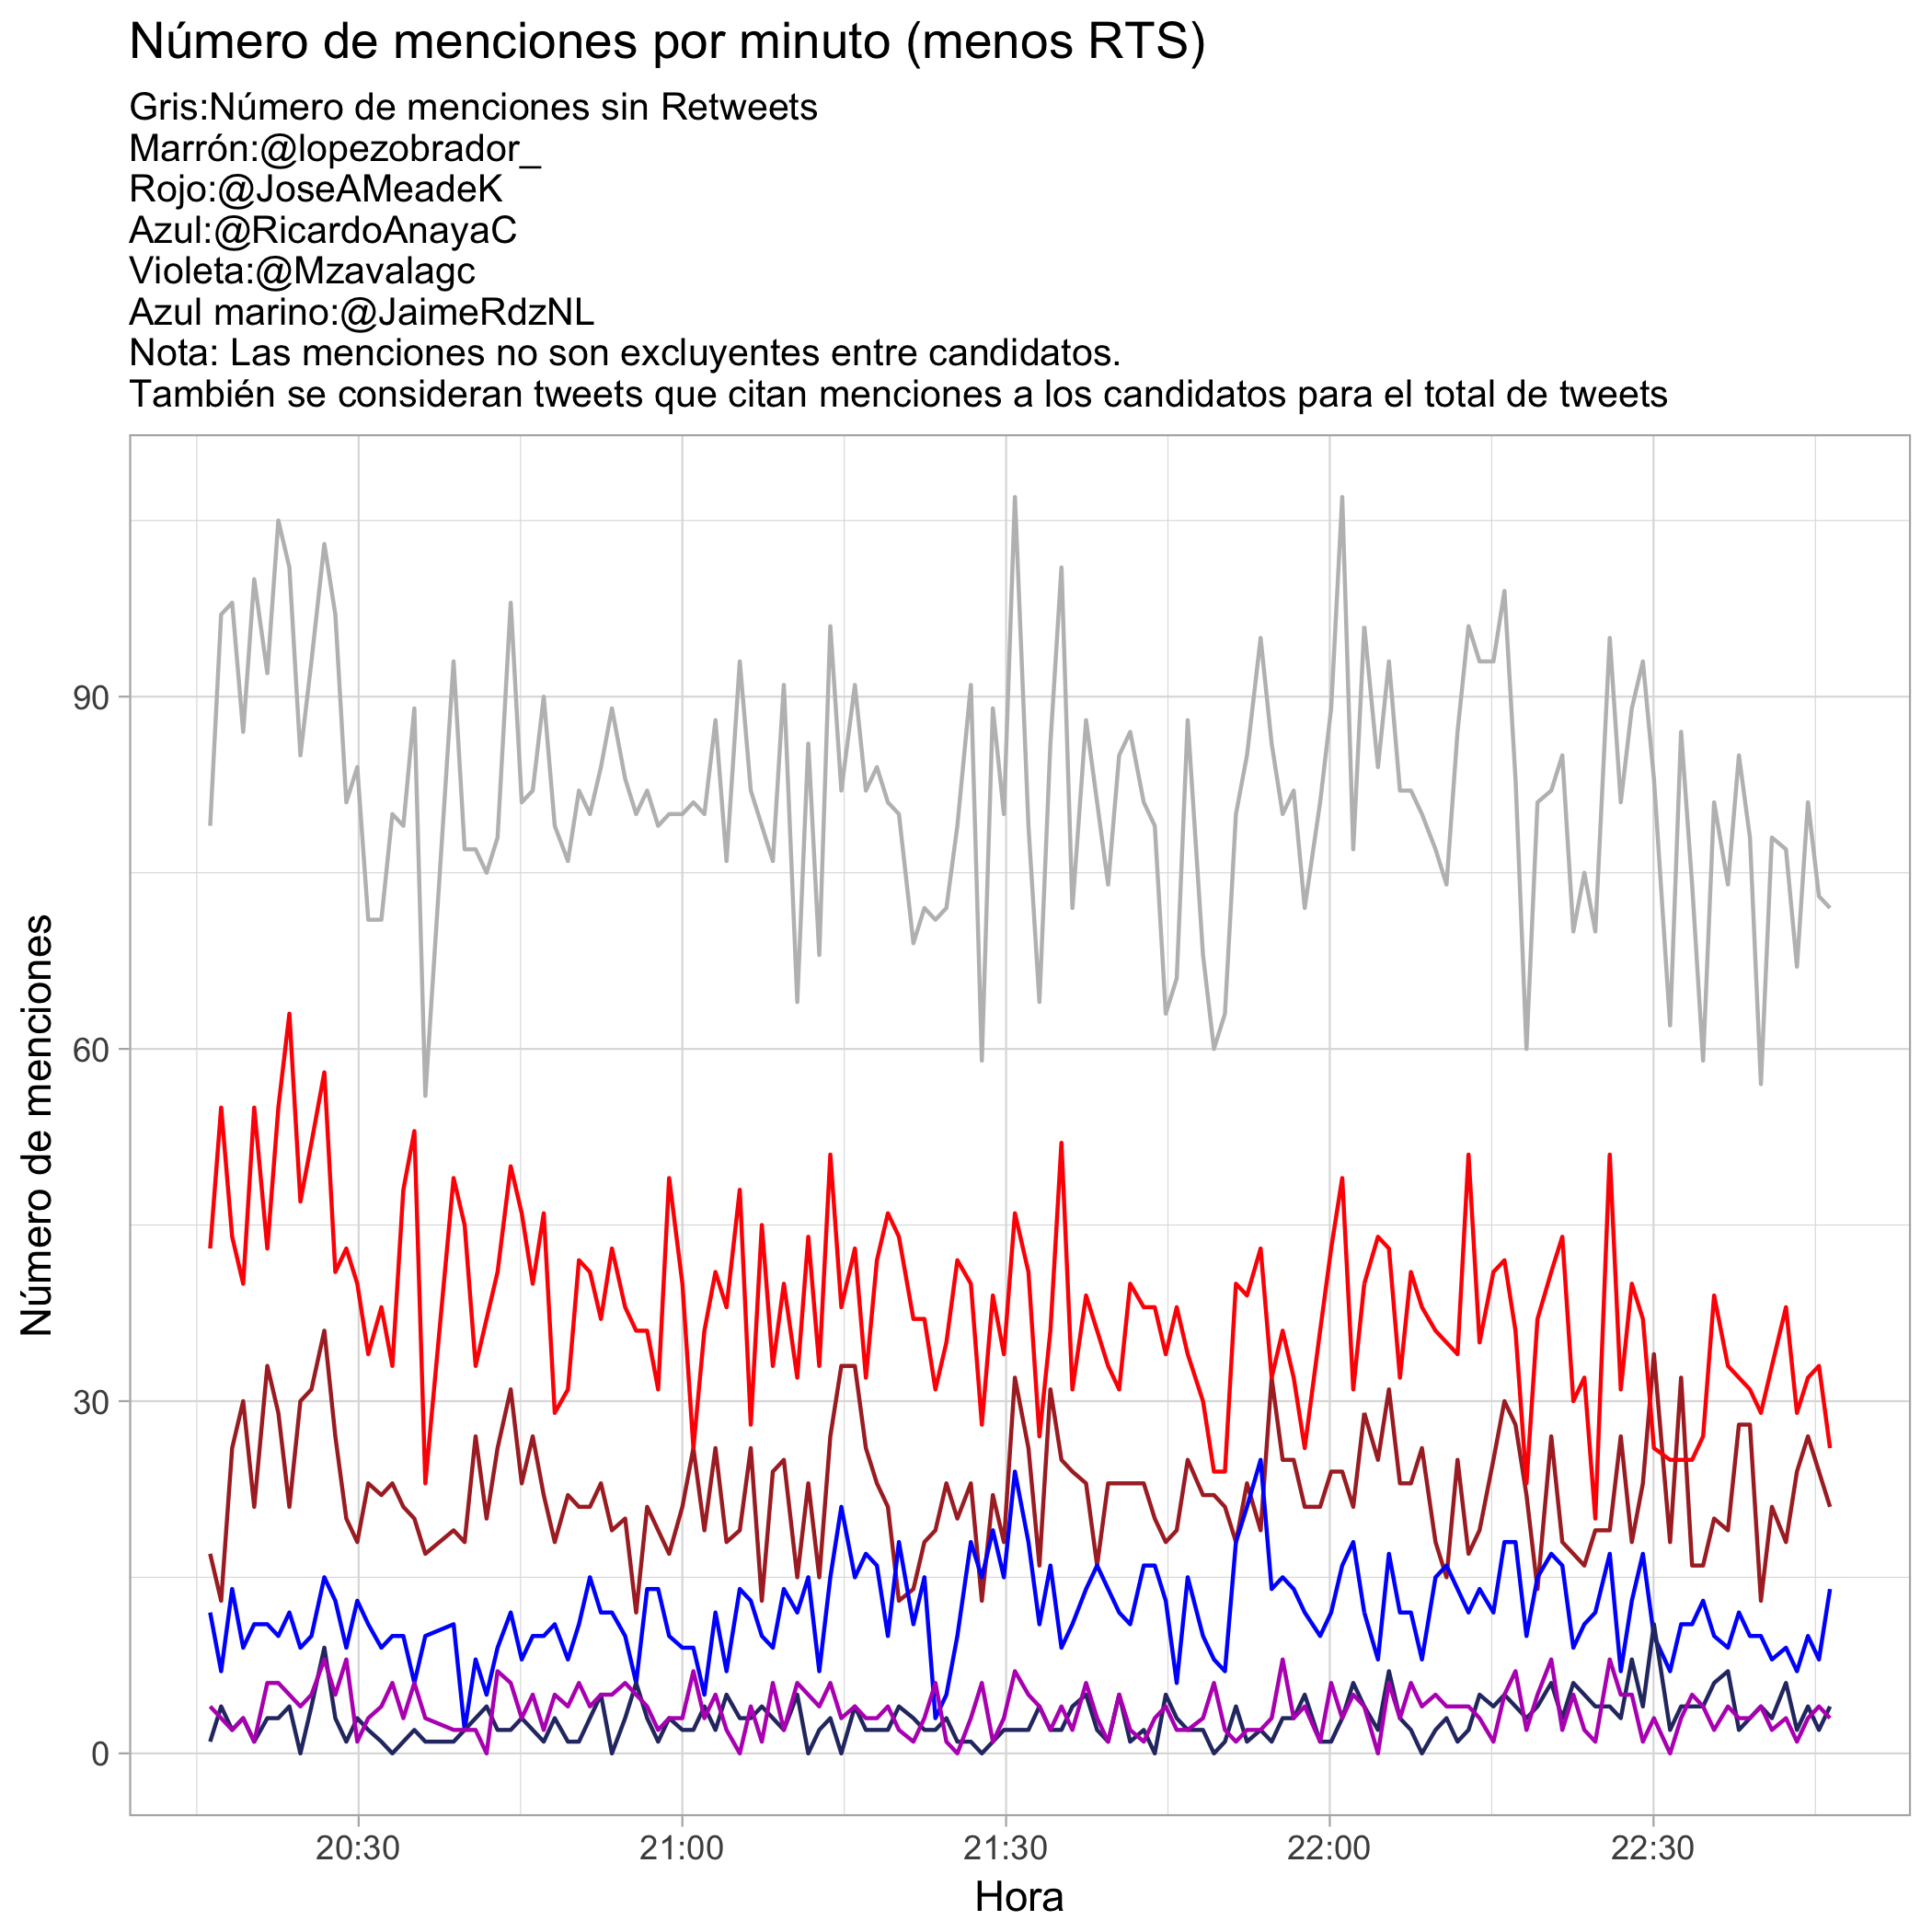 Número de menciones por minuto (menos RTS)
Gris:Número de menciones sin Retweets
Marrón:@lopezobrador_
Rojo:@JoseAMeadeK
Azul:@RicardoAnayaC
Violeta:@Mzavalagc
Azul marino:@JaimeRdzNL
Nota: Las menciones no son excluyentes entre candidatos.
También se consideran tweets que citan menciones a los candidatos para el total de tweets
Número de menciones
90
60
30
0
20:30 21:00 21:30 22:00 22:30
Hora